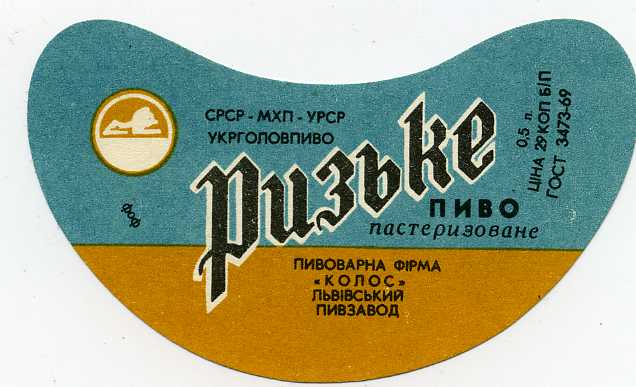 СРСР - МХП - УРСР
УКРГОЛОВПИВО
Ризьке
ПИВО
пастеризоване
0,5 л.
ЦІНА 29 КОП Б/П
ГОСТ 3473-69
ПИВОВАРНА ФІРМА
«КОЛОС»
ЛЬВІВСЬКИЙ
ПИВЗАВОД